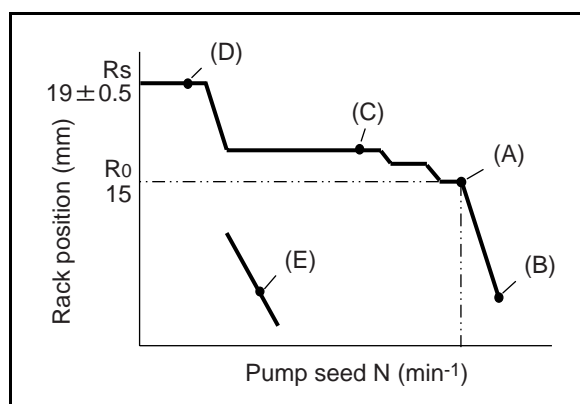 (D)
Rs
19±0.5
(C)
(A)
R0
15
(E)
(B)
Rack position (mm)
Pump seed N (min-1)